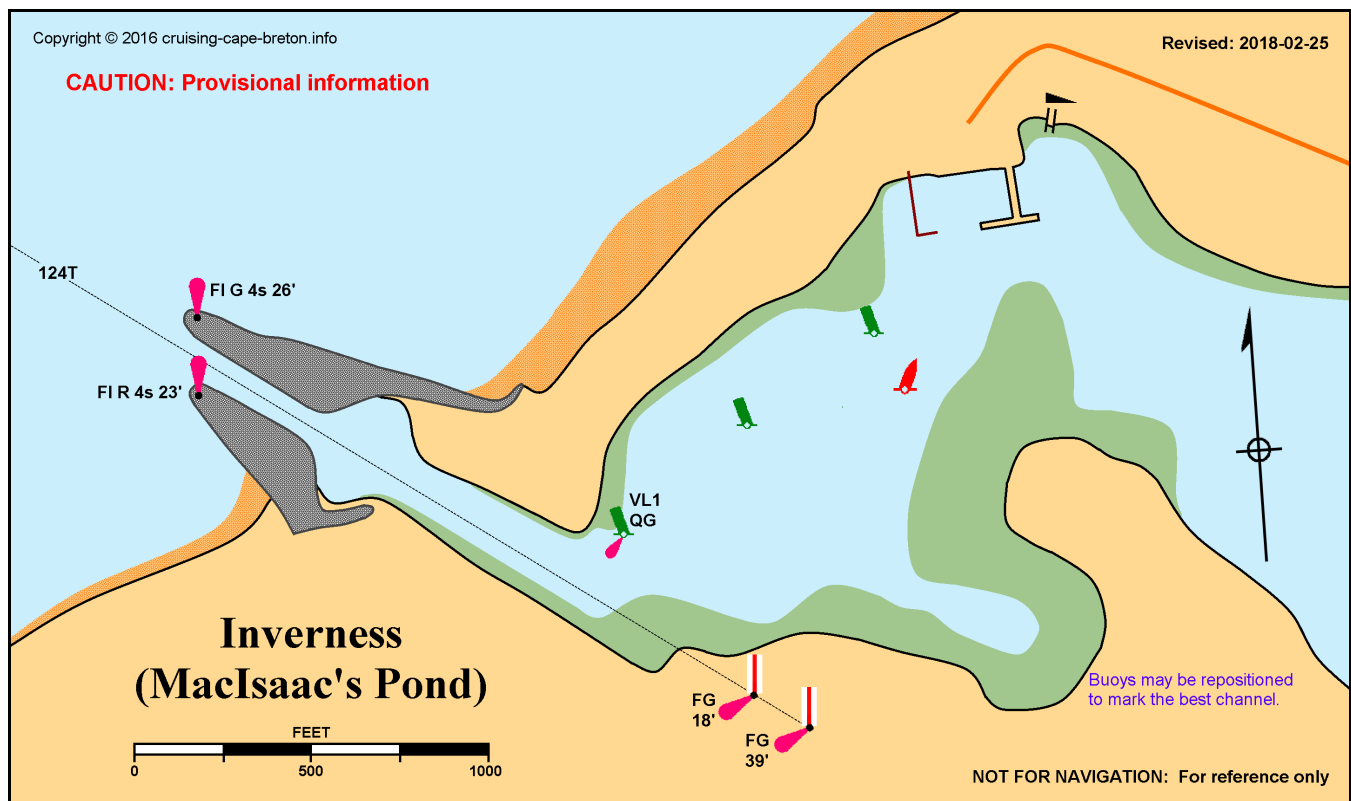 Copyright © 2016 cruising-cape-breton.info
Revised: 2018-02-25
CAUTION: Provisional information
124T
Fl G 4s 26'
Fl R 4s 23'
VL1
QG
Inverness
(MacIsaac's Pond)
FG
18'
FG
39'
Buoys may be repositioned
to mark the best channel.
FEET
0 500 1000
NOT FOR NAVIGATION: For reference only